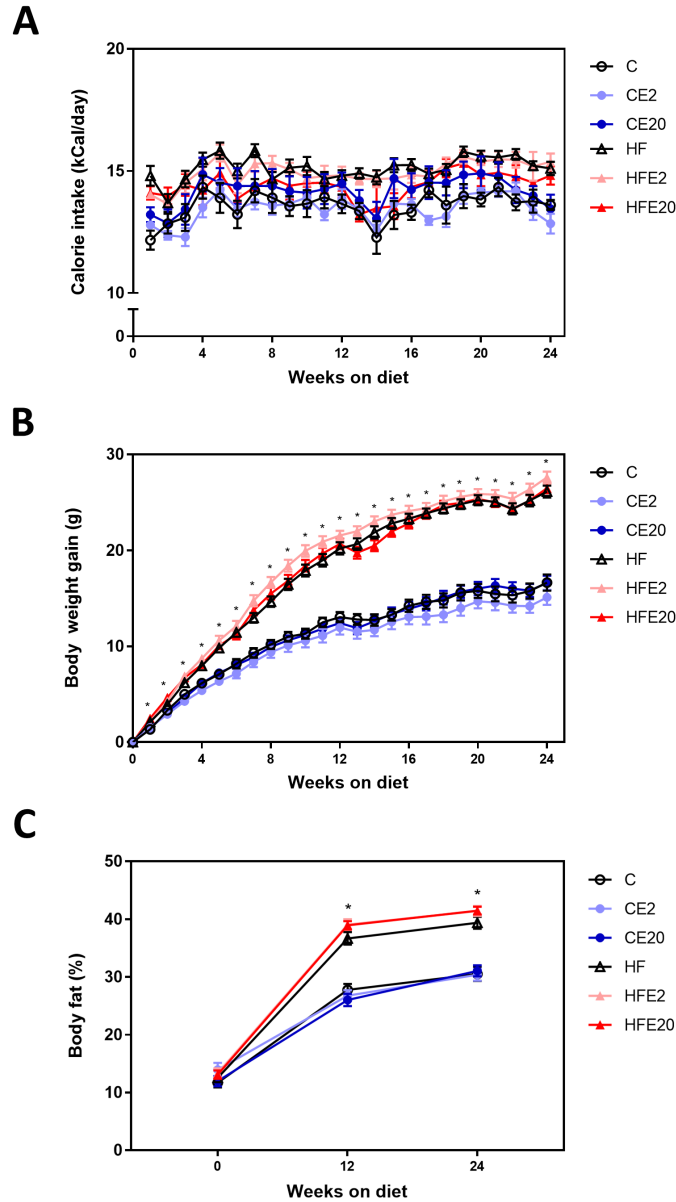 A
Calorie intake (kCal/day)
20
15
10
0
0 4 8 12 16 20 24
Weeks on diet
C
CE2
CE20
HF
HFE2
HFE20
B
Body weight gain (g)
30
20
10
0
* * * * * * * * * * * * * * * * * * * * * * * *
0 4 8 12 16 20 24
Weeks on diet
C
CE2
CE20
HF
HFE2
HFE20
C
Body fat (%)
50
40
30
20
10
0
* *
0 12 24
Weeks on diet
C
CE2
CE20
HF
HFE2
HFE20